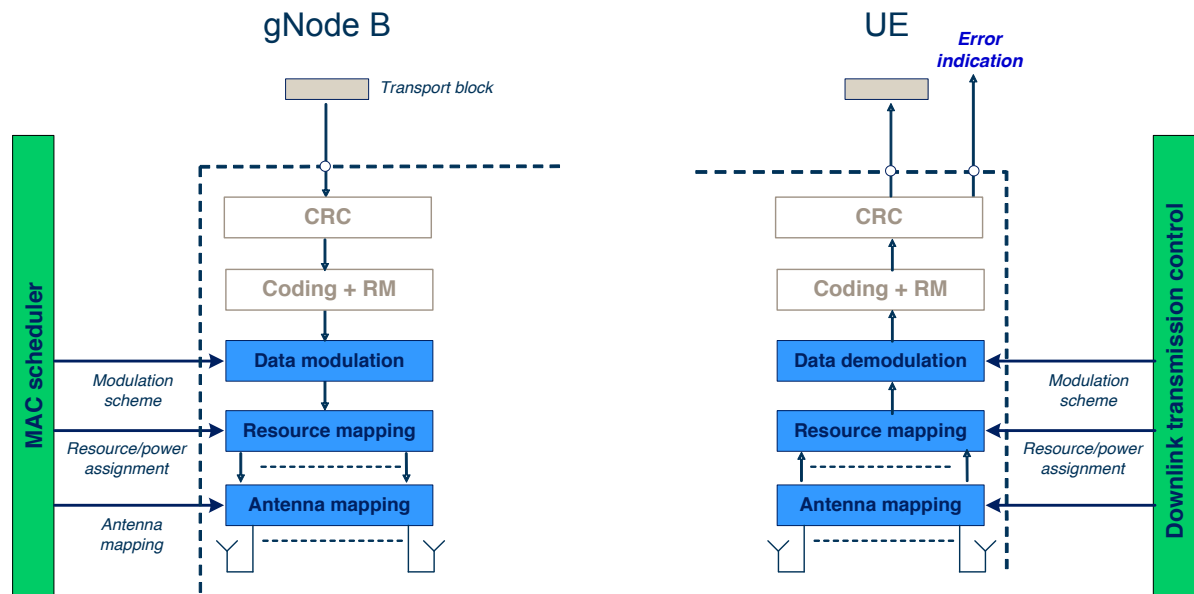 gNode B
Transport block
MAC scheduler
CRC
Coding + RM
Data modulation
Modulation
scheme
Resource mapping
Resource/power
assignment
Antenna mapping
Antenna
mapping
UE
Error
indication
CRC
Coding + RM
Data demodulation
Modulation
scheme
Resource mapping
Resource/power
assignment
Antenna mapping
Downlink transmission control